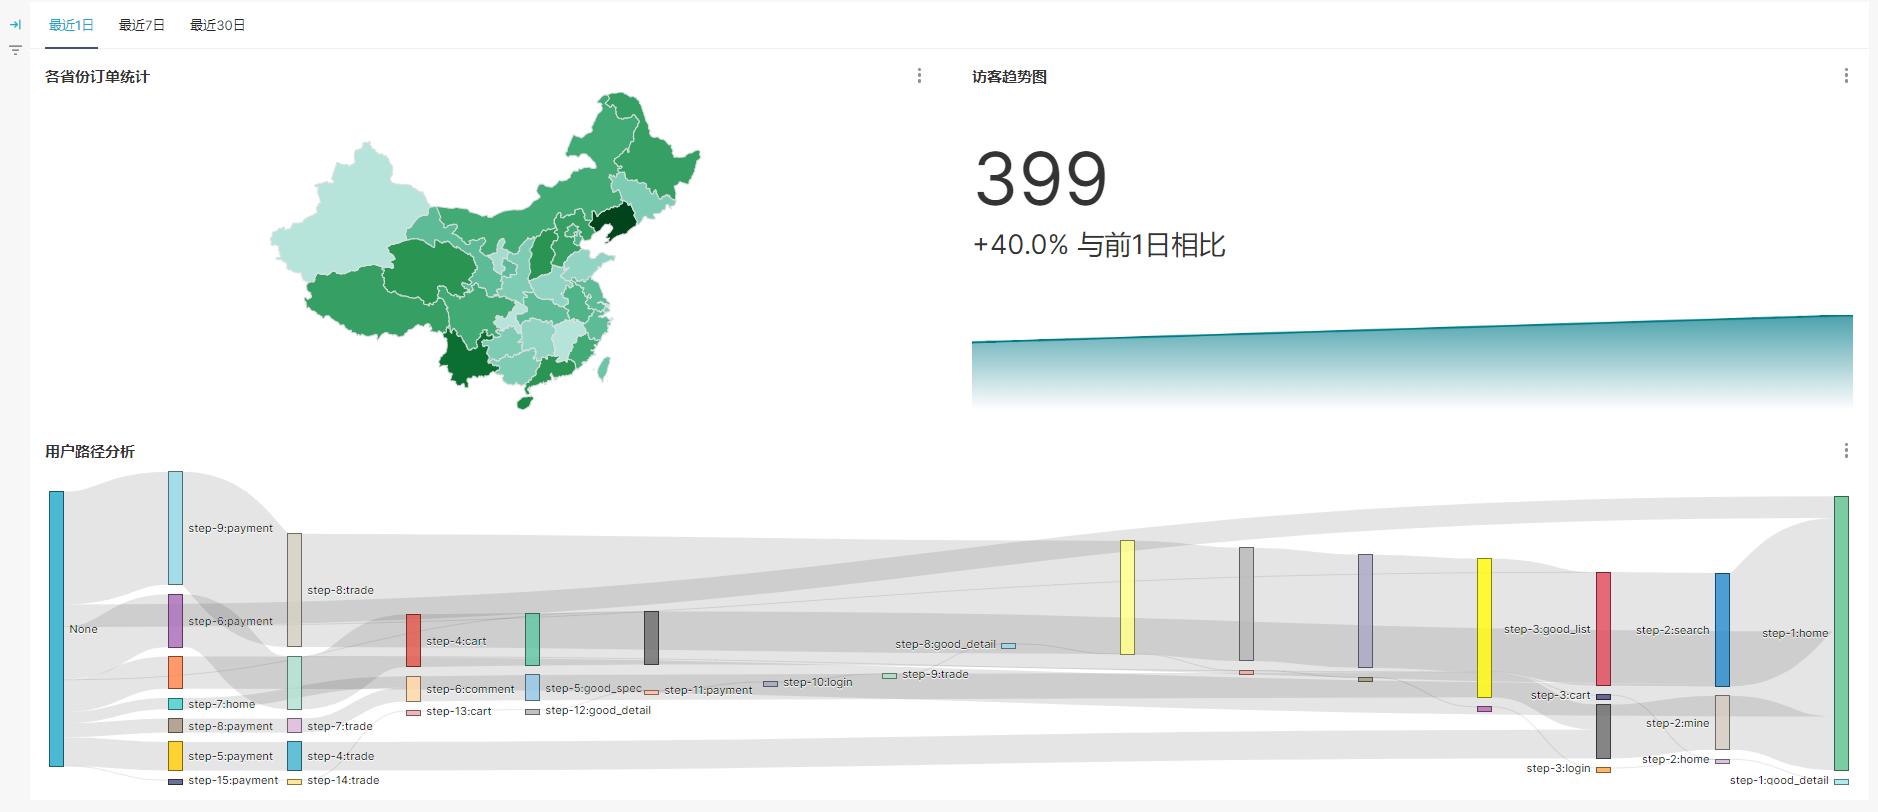 最近1日
最近7日
最近30日
各省份订单统计
访客趋势图
399
+40.0% 与前1日相比
用户路径分析
step-9:payment
step-8:trade
None
step-6:payment
step-4:cart
step-8:good_detail
step-3:good_list
step-2:search
step-1:home
step-9:trade
step-10:login
step-6:comment
step-5:good_spec
step-11:payment
step-7:home
step-3:cart
step-13:cart
step-12:good_detail
step-8:payment
step-7:trade
step-2:mine
step-5:payment
step-4:trade
step-2:home
step-3:login
step-15:payment
step-14:trade
step-1:good_detail